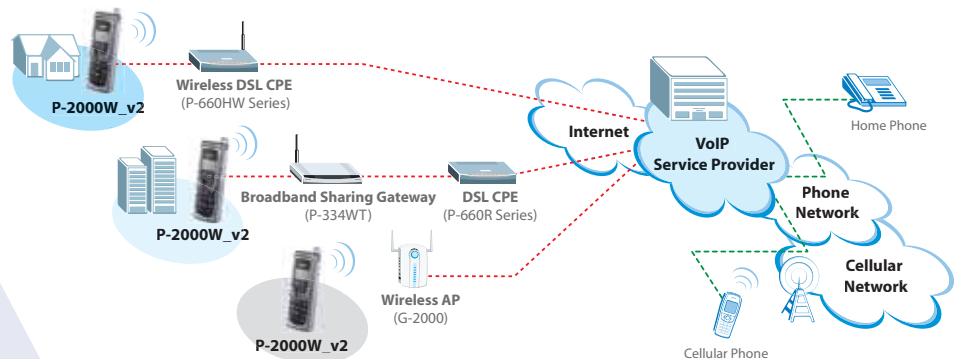 P-2000W_v2
Wireless DSL CPE
(P-660HW Series)
Internet
VoIP
Service Provider
Home Phone
P-2000W_v2
Broadband Sharing Gateway
(P-334WT)
DSL CPE
(P-660R Series)
Phone
Network
P-2000W_v2
Wireless AP
(G-2000)
Cellular
Network
Cellular Phone